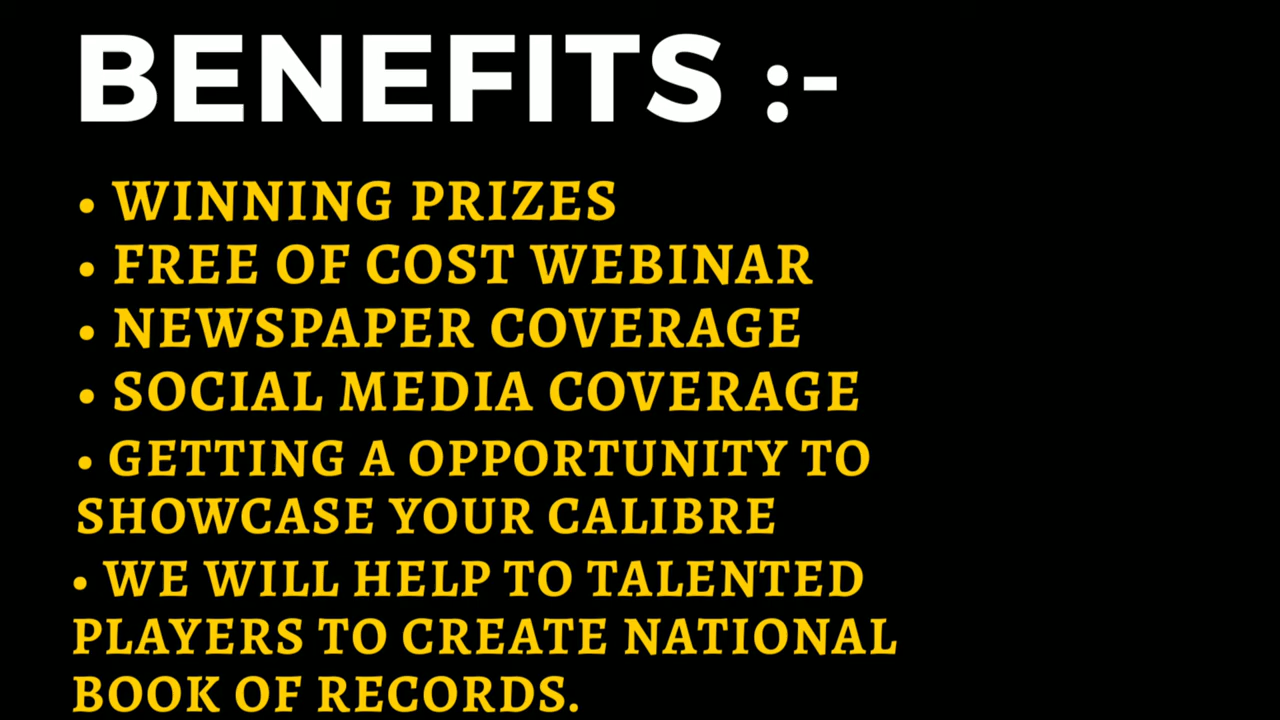 BENEFITS :-
• WINNING PRIZES
• FREE OF COST WEBINAR
• NEWSPAPER COVERAGE
• SOCIAL MEDIA COVERAGE
• GETTING A OPPORTUNITY TO
SHOWCASE YOUR CALIBRE
• WE WILL HELP TO TALENTED
PLAYERS TO CREATE NATIONAL
BOOK OF RECORDS.